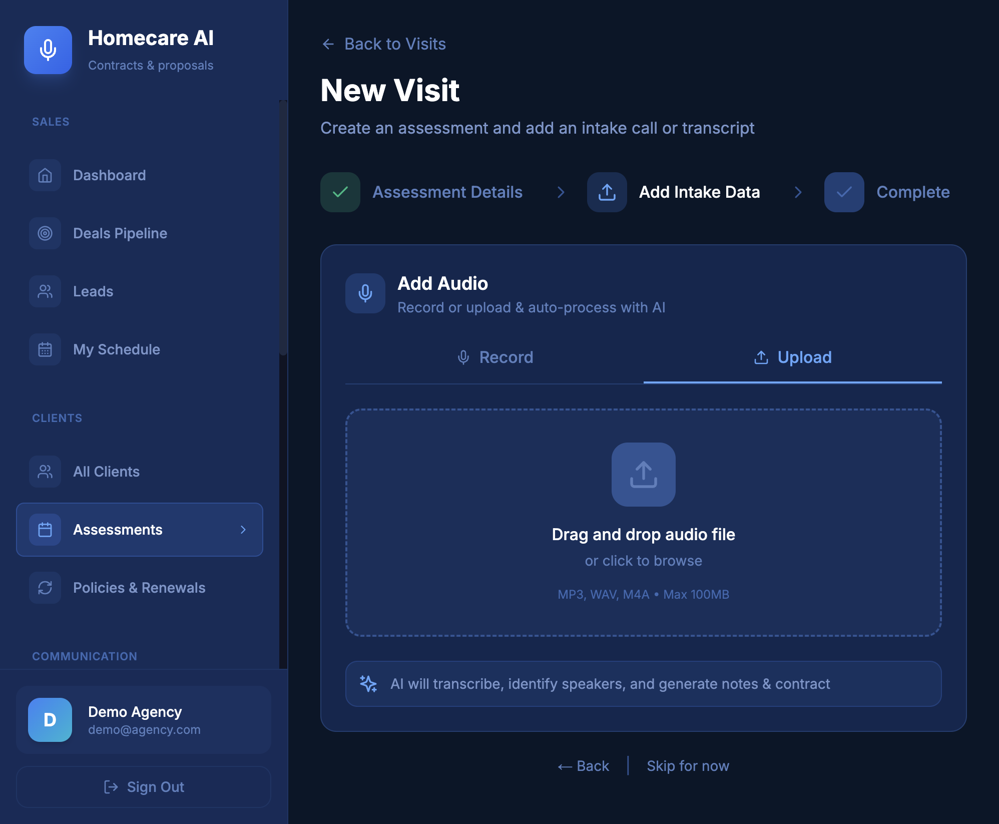 Homecare AI
Contracts & proposals
SALES
Dashboard
Deals Pipeline
Leads
My Schedule
CLIENTS
All Clients
Assessments
Policies & Renewals
COMMUNICATION
D
Demo Agency
demo@agency.com
Sign Out
← Back to Visits
New Visit
Create an assessment and add an intake call or transcript
Assessment Details
Add Intake Data
Complete
Add Audio
Record or upload & auto-process with AI
Record
Upload
Drag and drop audio file
or click to browse
MP3, WAV, M4A • Max 100MB
AI will transcribe, identify speakers, and generate notes & contract
← Back
Skip for now